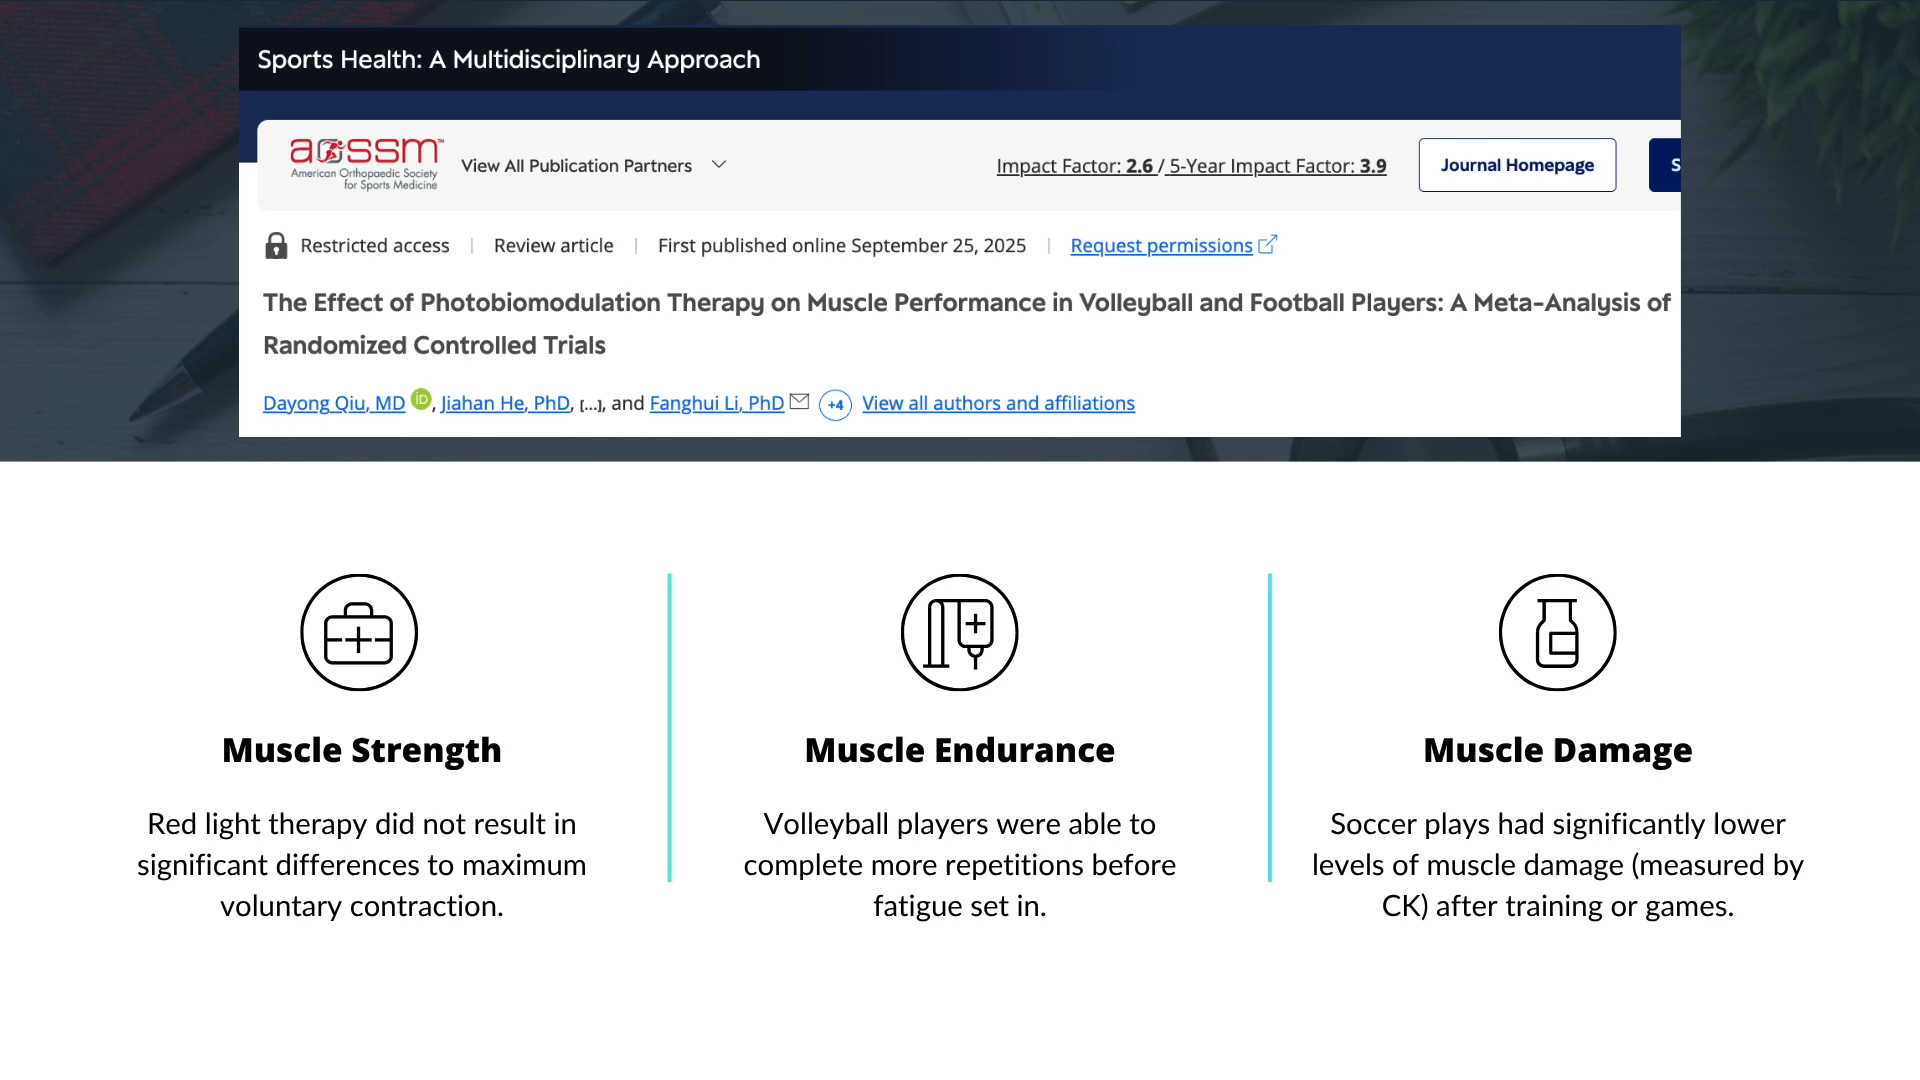 Sports Health: A Multidisciplinary Approach
aossm™
American Orthopaedic Society
for Sports Medicine
View All Publication Partners
Impact Factor: 2.6 / 5-Year Impact Factor: 3.9
Journal Homepage
S
Restricted access | Review article | First published online September 25, 2025 | Request permissions
The Effect of Photobiomodulation Therapy on Muscle Performance in Volleyball and Football Players: A Meta-Analysis of
Randomized Controlled Trials
Dayong Qiu, MD iD, Jiahan He, PhD, [...], and Fanghui Li, PhD +4 View all authors and affiliations
Muscle Strength
Red light therapy did not result in
significant differences to maximum
voluntary contraction.
Muscle Endurance
Volleyball players were able to
complete more repetitions before
fatigue set in.
Muscle Damage
Soccer plays had significantly lower
levels of muscle damage (measured by
CK) after training or games.